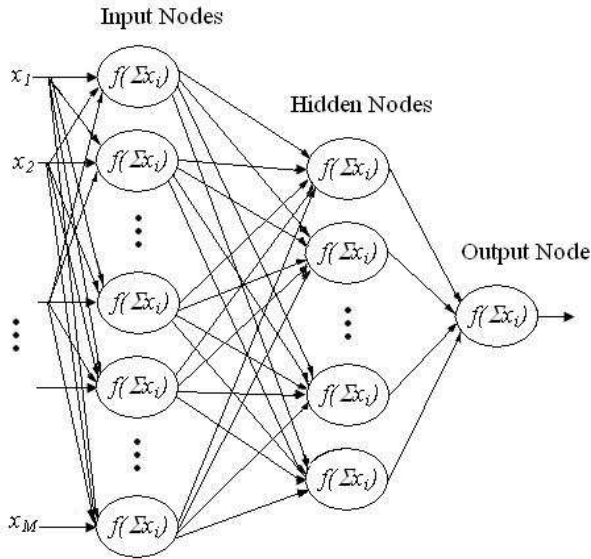 Input Nodes
x1
f(Σxi)
Hidden Nodes
x2
f(Σxi)
f(Σxi)
f(Σxi)
Output Node
f(Σxi)
f(Σxi)
f(Σxi)
f(Σxi)
f(Σxi)
xM
f(Σxi)